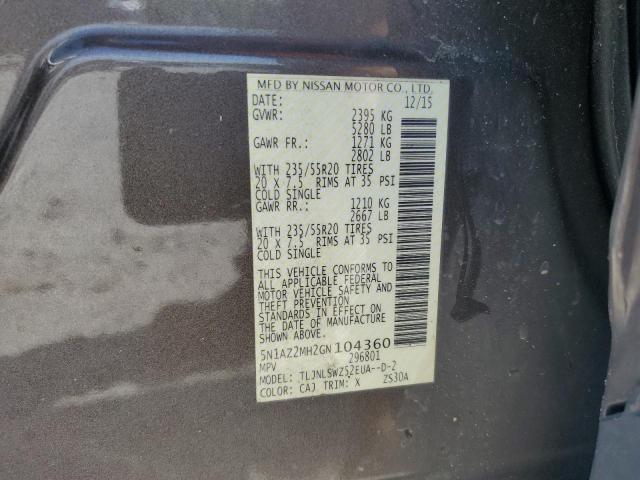 MFD BY NISSAN MOTOR CO., LTD.
DATE: 12/15
GVWR: 2395 KG
5280 LB
GAWR FR.: 1271 KG
2802 LB
WITH 235/55R20 TIRES
20 X 7.5 RIMS AT 35 PSI
COLD SINGLE
GAWR RR.: 1210 KG
2667 LB
WITH 235/55R20 TIRES
20 X 7.5 RIMS AT 35 PSI
COLD SINGLE
THIS VEHICLE CONFORMS TO
ALL APPLICABLE FEDERAL
MOTOR VEHICLE SAFETY AND
THEFT PREVENTION
STANDARDS IN EFFECT ON
THE DATE OF MANUFACTURE
SHOWN ABOVE.
5N1AZ2MH2GN104360
MPV 296801
MODEL: TLJNLSWZ52EUA--D-2
COLOR: CAJ TRIM: X ZS30A